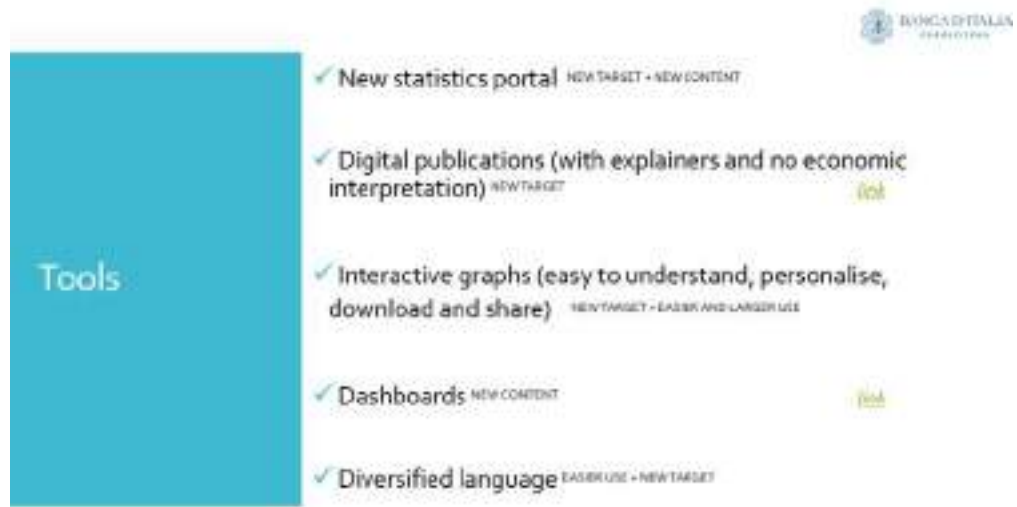 BANCA D'ITALIA
EUROSISTEMA
✓ New statistics portal NEW TARGET + NEW CONTENT
✓ Digital publications (with explainers and no economic
interpretation) NEW TARGET
link
Tools
✓ Interactive graphs (easy to understand, personalise,
download and share) NEW TARGET + EASIER AND LARGER USE
✓ Dashboards NEW CONTENT
link
✓ Diversified language EASIER USE + NEW TARGET